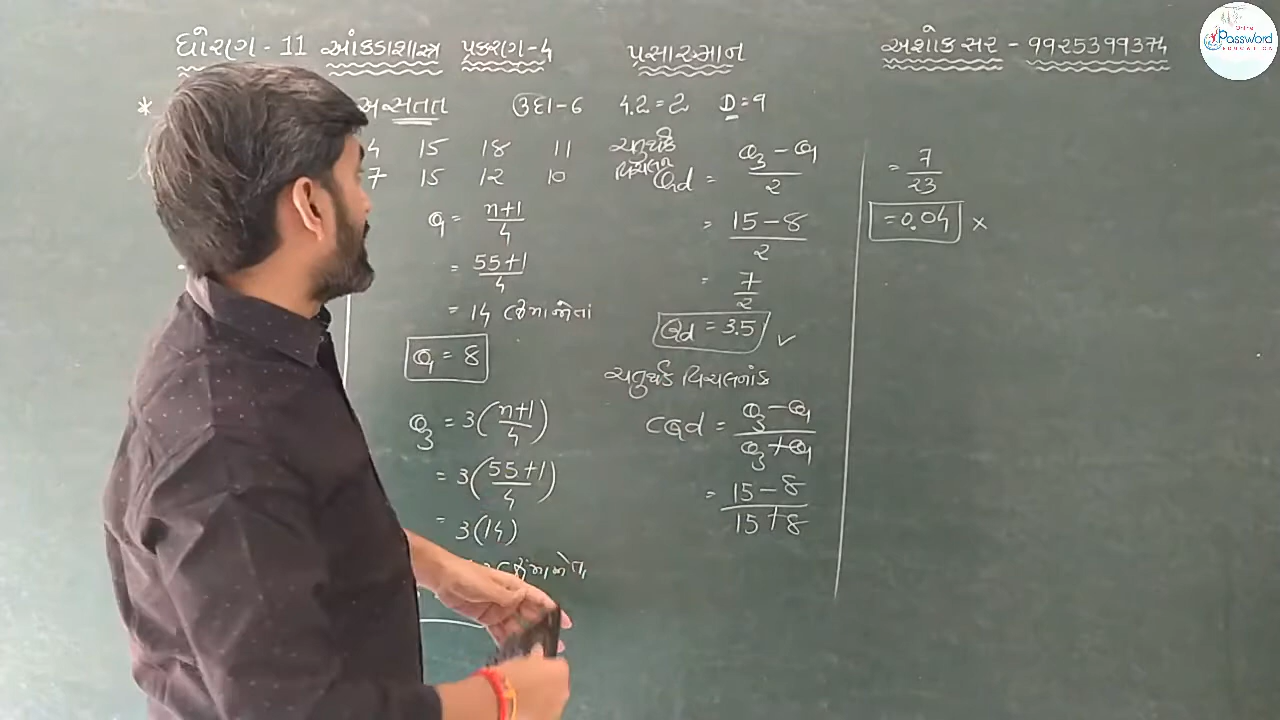 ધોરણ - 11 આંકડાશાસ્ત્ર પ્રકરણ-4 પ્રસારમાન અશોક સર - 9925399374
Online Password EDUCATION
* અસતત ઉદા-6 4.2 = 2 D = 9
4 15 18 11
7 15 12 10
Q₁ = n+1/4
= 55+1/4
= 14
Q₁ = 8
Q₃ = 3(n+1/4)
= 3(55+1/4)
= 3(14)
ચતુર્થક વિચલન
Qd = Q₃ - Q₁/2
= 15 - 8/2
= 7/2
Qd = 3.5 ✓
ચતુર્થક વિચલનાંક
CQd = Q₃ - Q₁/Q₃ + Q₁
= 15 - 8/15 + 8
= 7/23
= 0.04 ×